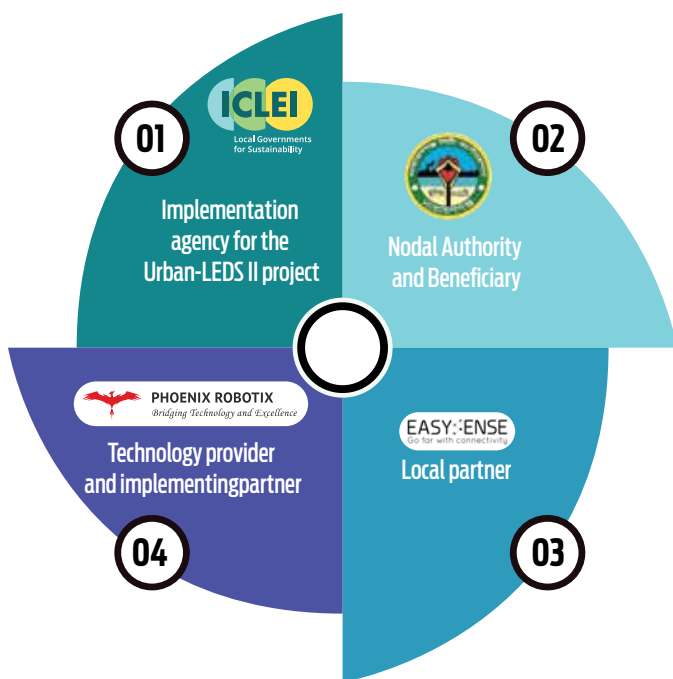 01
ICLEI
Local Governments
for Sustainability
Implementation
agency for the
Urban-LEDS II project
02
Nodal Authority
and Beneficiary
PHOENIX ROBOTIX
Bridging Technology and Excellence
Technology provider
and implementingpartner
04
EASY:ENSE
Go far with connectivity
Local partner
03